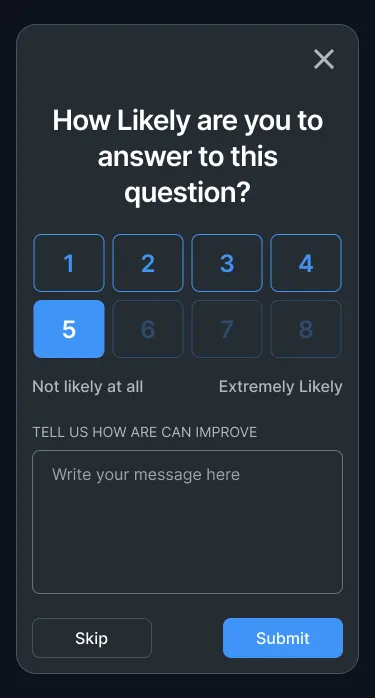 How Likely are you to
answer to this
question?
1 2 3 4
5 6 7 8
Not likely at all Extremely Likely
TELL US HOW ARE CAN IMPROVE
Write your message here
Skip Submit